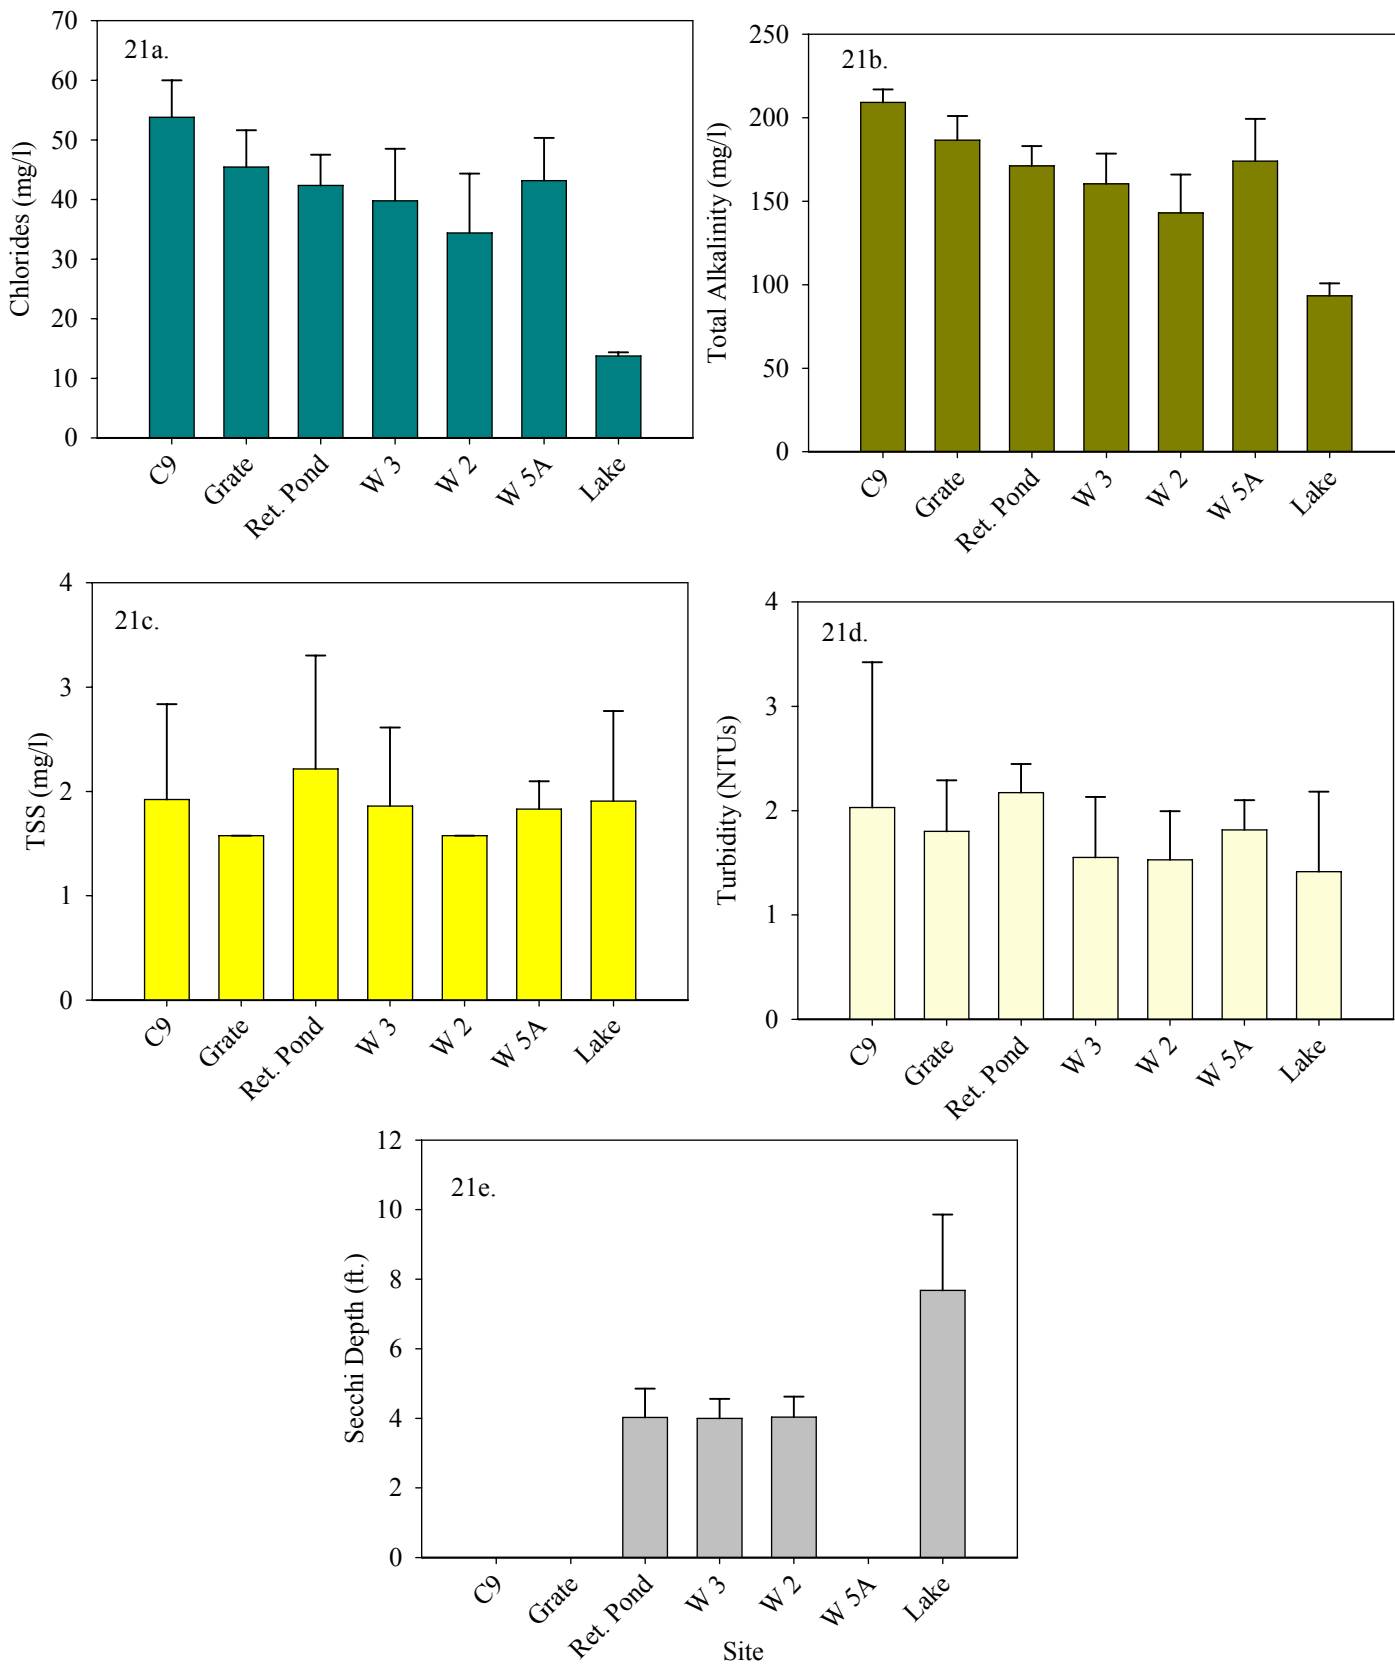 21a.
Chlorides (mg/l)
70
60
50
40
30
20
10
0
C9
Grate
Ret. Pond
W 3
W 2
W 5A
Lake
21b.
Total Alkalinity (mg/l)
250
200
150
100
50
0
C9
Grate
Ret. Pond
W 3
W 2
W 5A
Lake
21c.
TSS (mg/l)
4
3
2
1
0
C9
Grate
Ret. Pond
W 3
W 2
W 5A
Lake
21d.
Turbidity (NTUs)
4
3
2
1
0
C9
Grate
Ret. Pond
W 3
W 2
W 5A
Lake
21e.
Secchi Depth (ft.)
12
10
8
6
4
2
0
C9
Grate
Ret. Pond
W 3
W 2
W 5A
Lake
Site